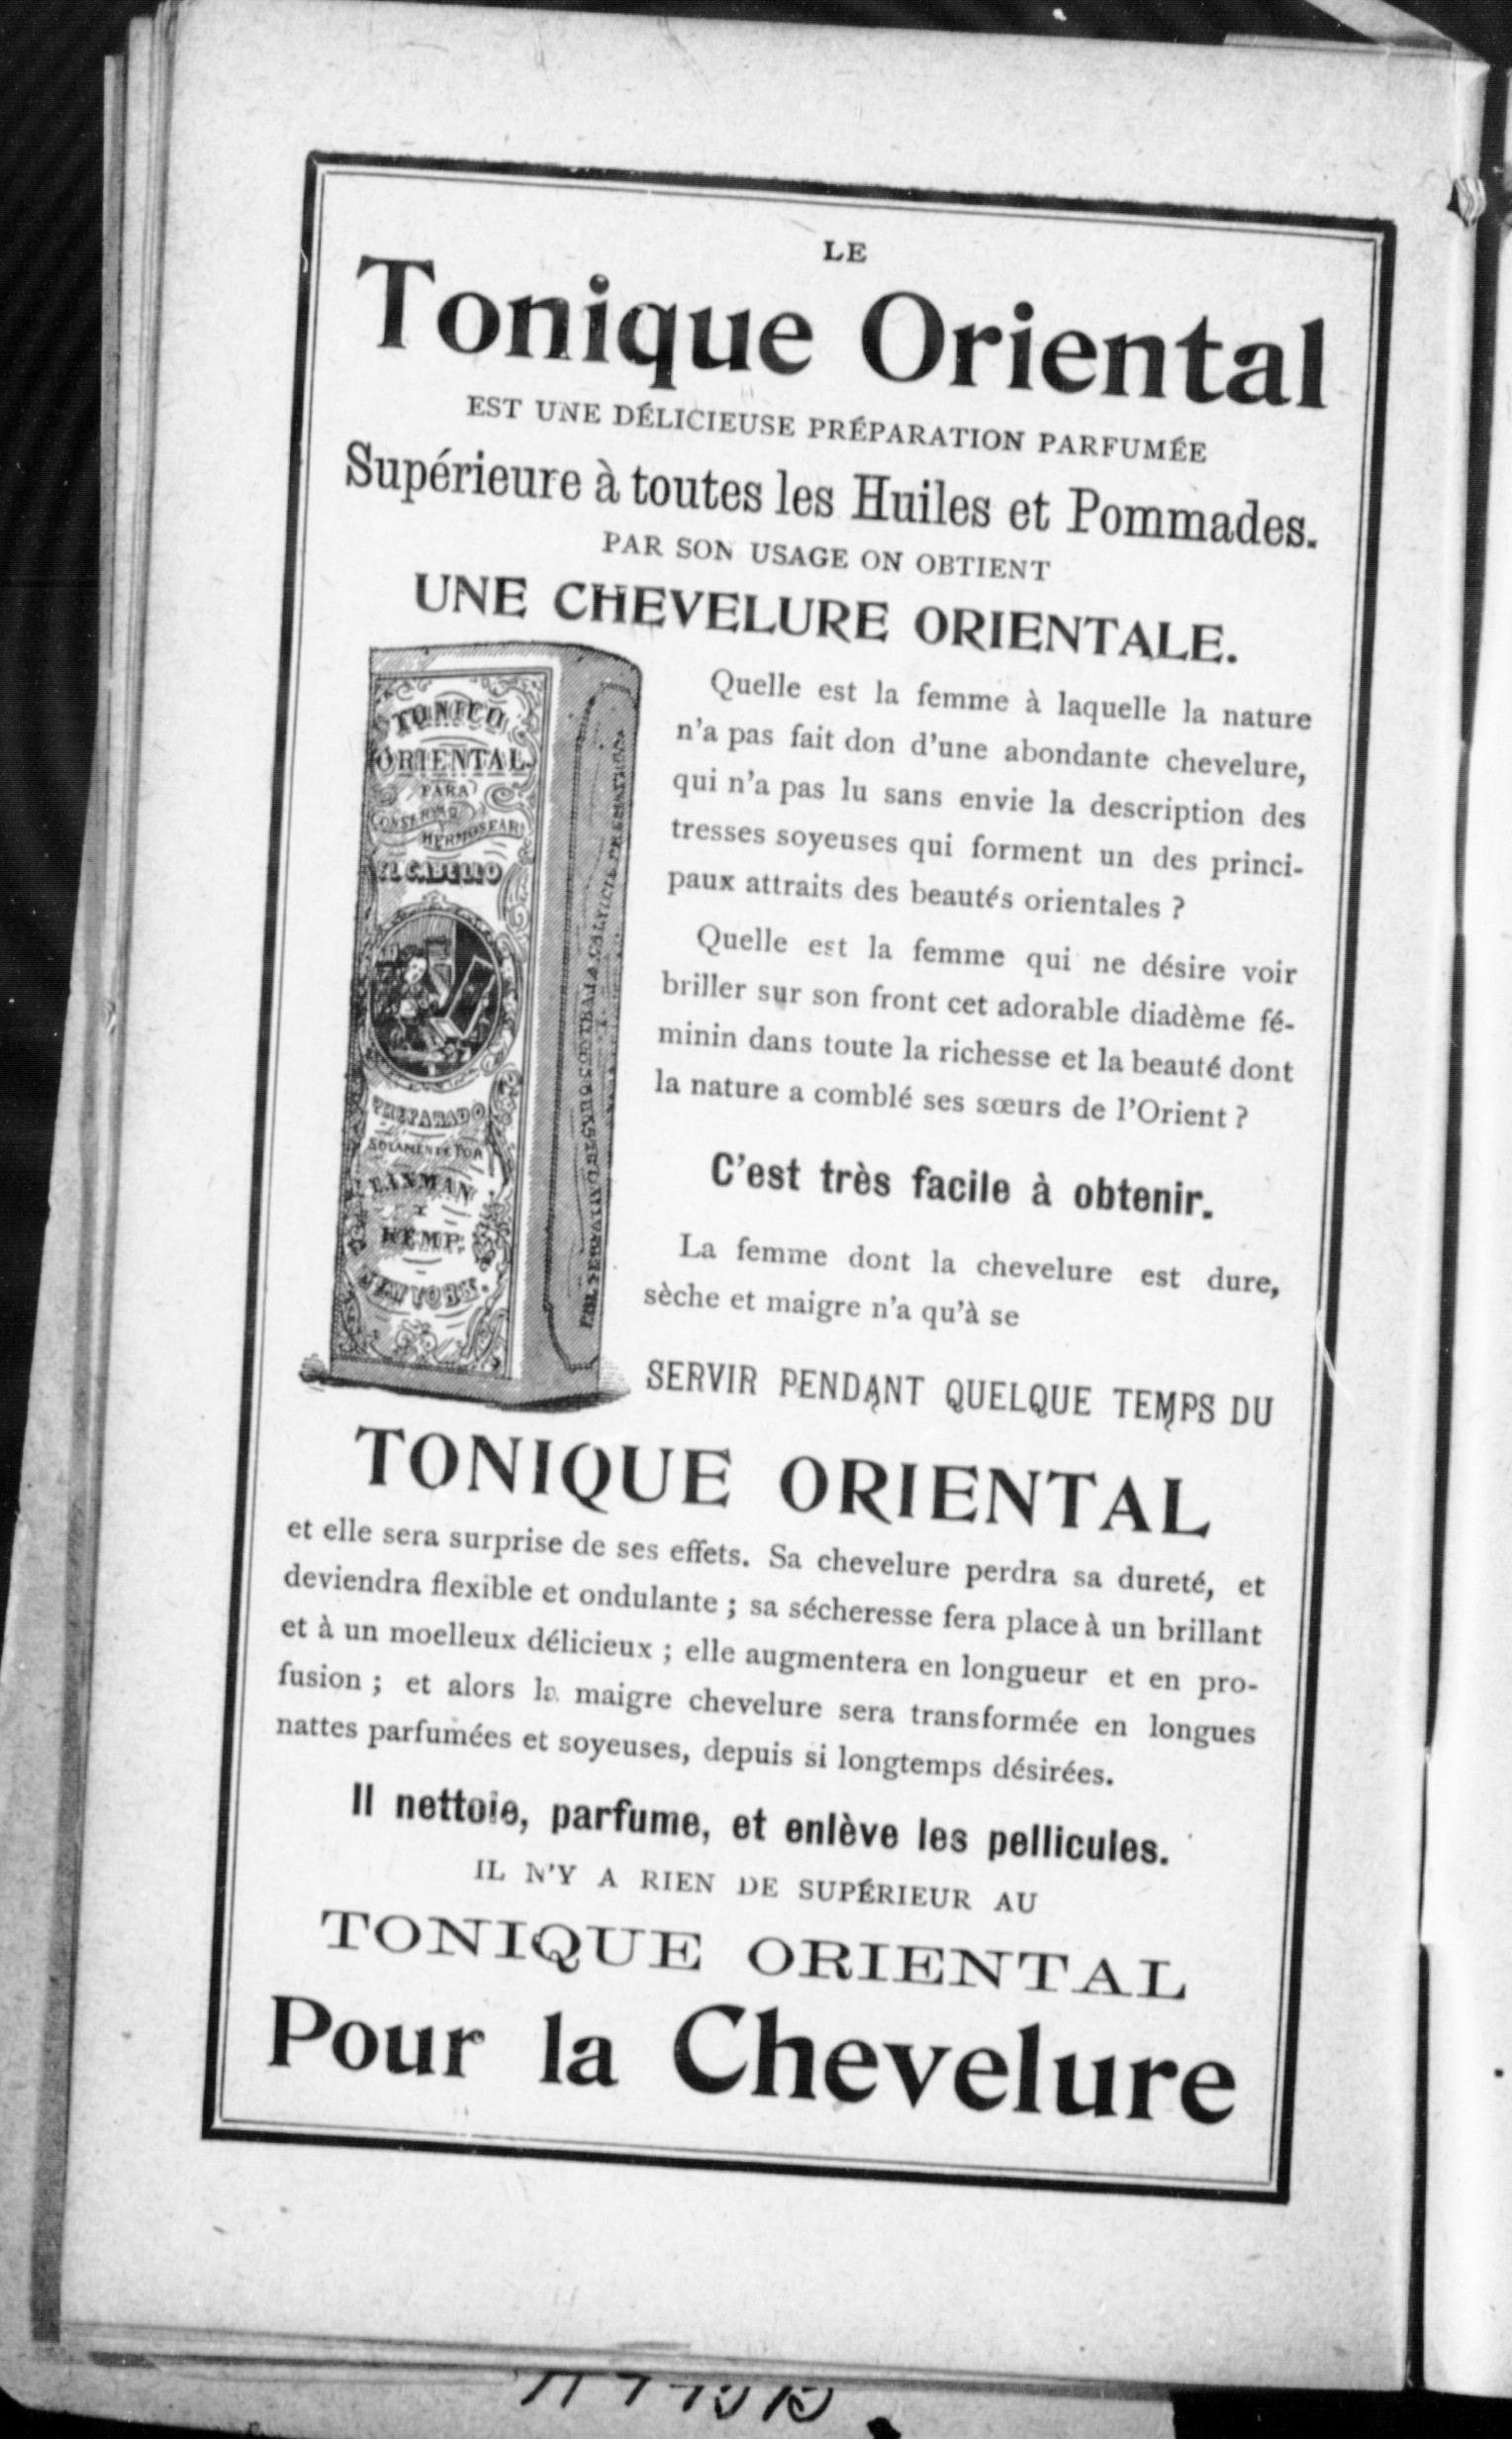 LE
Tonique Oriental
EST UNE DÉLICIEUSE PRÉPARATION PARFUMÉE
Supérieure à toutes les Huiles et Pommades.
PAR SON USAGE ON OBTIENT
UNE CHEVELURE ORIENTALE.
TONICO
ORIENTAL
PARA
CONSERVAR Y
HERMOSEAR
EL CABELLO
PREPARADO
SOLAMENTE POR
LANMAN
Y
KEMP.
NEW YORK.
Quelle est la femme à laquelle la nature
n'a pas fait don d'une abondante chevelure,
qui n'a pas lu sans envie la description des
tresses soyeuses qui forment un des princi-
paux attraits des beautés orientales ?
Quelle est la femme qui ne désire voir
briller sur son front cet adorable diadème fé-
minin dans toute la richesse et la beauté dont
la nature a comblé ses sœurs de l'Orient ?
C'est très facile à obtenir.
La femme dont la chevelure est dure,
sèche et maigre n'a qu'à se
SERVIR PENDANT QUELQUE TEMPS DU
TONIQUE ORIENTAL
et elle sera surprise de ses effets. Sa chevelure perdra sa dureté, et
deviendra flexible et ondulante ; sa sécheresse fera place à un brillant
et à un moelleux délicieux ; elle augmentera en longueur et en pro-
fusion ; et alors la maigre chevelure sera transformée en longues
nattes parfumées et soyeuses, depuis si longtemps désirées.
Il nettoie, parfume, et enlève les pellicules.
IL N'Y A RIEN DE SUPÉRIEUR AU
TONIQUE ORIENTAL
Pour la Chevelure